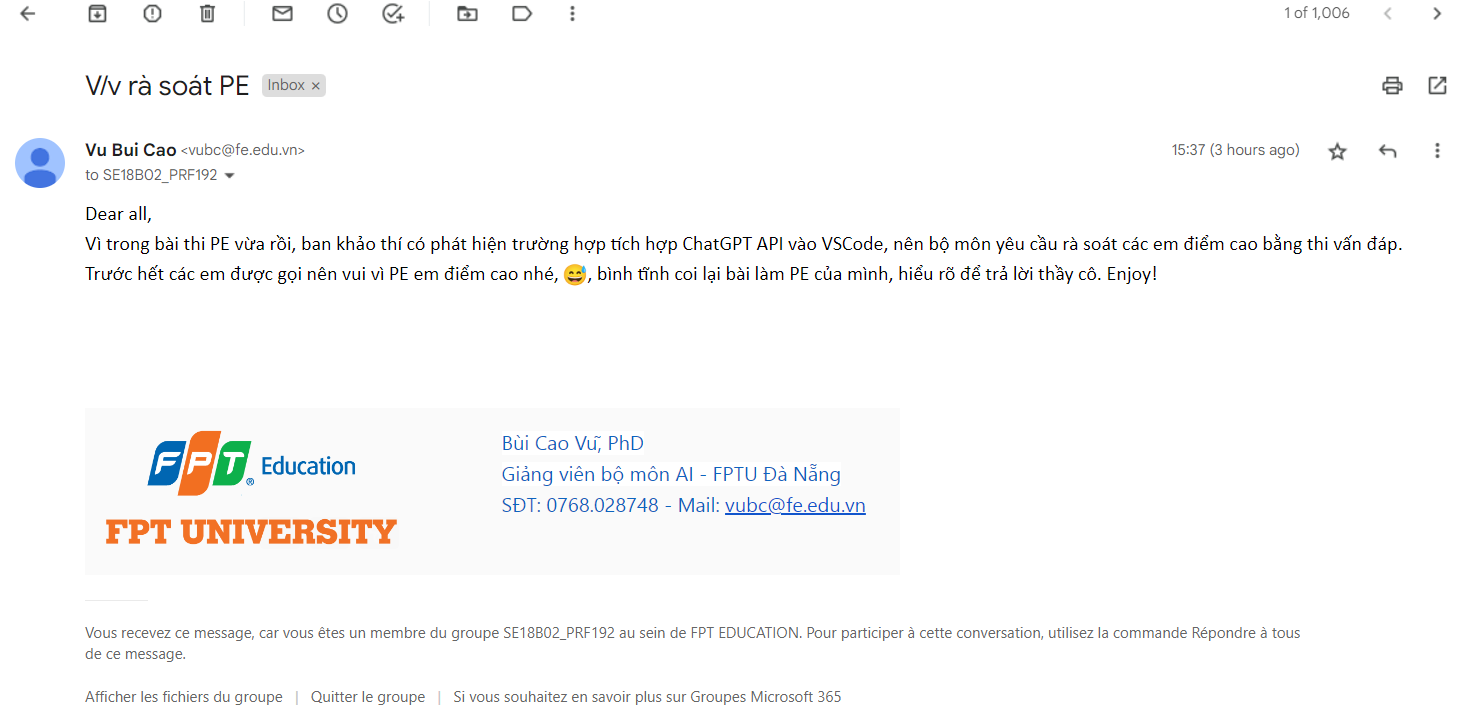 1 of 1,006
V/v rà soát PE Inbox ×
Vu Bui Cao <vubc@fe.edu.vn> 15:37 (3 hours ago)
to SE18B02_PRF192
Dear all,
Vì trong bài thi PE vừa rồi, ban khảo thí có phát hiện trường hợp tích hợp ChatGPT API vào VSCode, nên bộ môn yêu cầu rà soát các em điểm cao bằng thi vấn đáp.
Trước hết các em được gọi nên vui vì PE em điểm cao nhé, 😅, bình tĩnh coi lại bài làm PE của mình, hiểu rõ để trả lời thầy cô. Enjoy!
FPT® Education
FPT UNIVERSITY
Bùi Cao Vũ, PhD
Giảng viên bộ môn AI - FPTU Đà Nẵng
SĐT: 0768.028748 - Mail: vubc@fe.edu.vn
Vous recevez ce message, car vous êtes un membre du groupe SE18B02_PRF192 au sein de FPT EDUCATION. Pour participer à cette conversation, utilisez la commande Répondre à tous
de ce message.
Afficher les fichiers du groupe | Quitter le groupe | Si vous souhaitez en savoir plus sur Groupes Microsoft 365